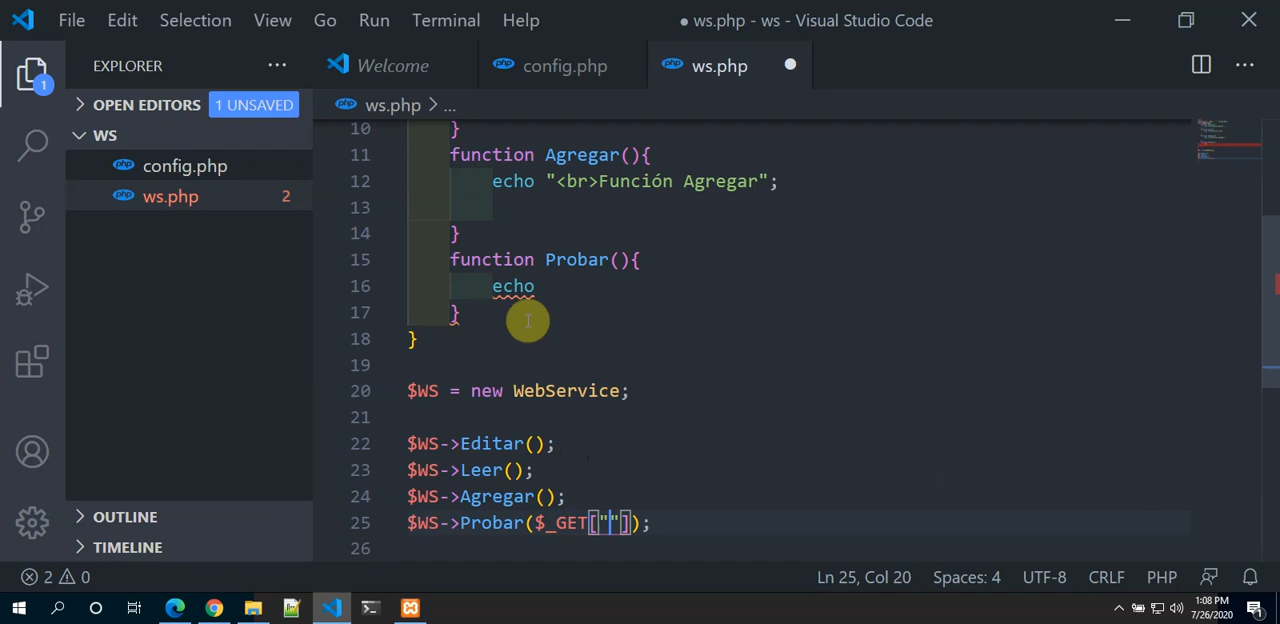 File Edit Selection View Go Run Terminal Help
● ws.php - ws - Visual Studio Code
EXPLORER ...
Welcome
config.php
ws.php
1
OPEN EDITORS 1 UNSAVED
WS
config.php
ws.php 2
OUTLINE
TIMELINE
ws.php > ...
10 }
11 function Agregar(){
12 echo "<br>Función Agregar";
13
14 }
15 function Probar(){
16 echo
17 }
18 }
19
20 $WS = new WebService;
21
22 $WS->Editar();
23 $WS->Leer();
24 $WS->Agregar();
25 $WS->Probar($_GET[""]);
26
2 0 Ln 25, Col 20 Spaces: 4 UTF-8 CRLF PHP
1:08 PM
7/26/2020
1